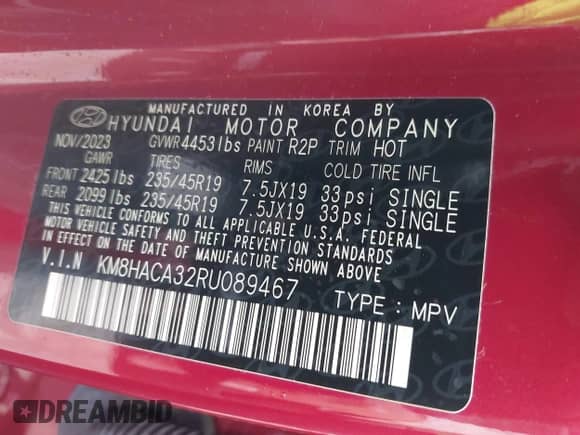 MANUFACTURED IN KOREA BY
HYUNDAI MOTOR COMPANY
NOV/2023 GVWR 4453lbs PAINT R2P TRIM HOT
GAWR TIRES RIMS COLD TIRE INFL
FRONT 2425lbs 235/45R19 7.5JX19 33psi SINGLE
REAR 2099lbs 235/45R19 7.5JX19 33psi SINGLE
THIS VEHICLE CONFORMS TO ALL APPLICABLE U.S.A. FEDERAL
MOTOR VEHICLE SAFETY AND THEFT PREVENTION STANDARDS
IN EFFECT ON THE DATE OF MANUFACTURE SHOWN ABOVE.
V.I.N KM8HACA32RU089467 TYPE : MPV
DREAMBID